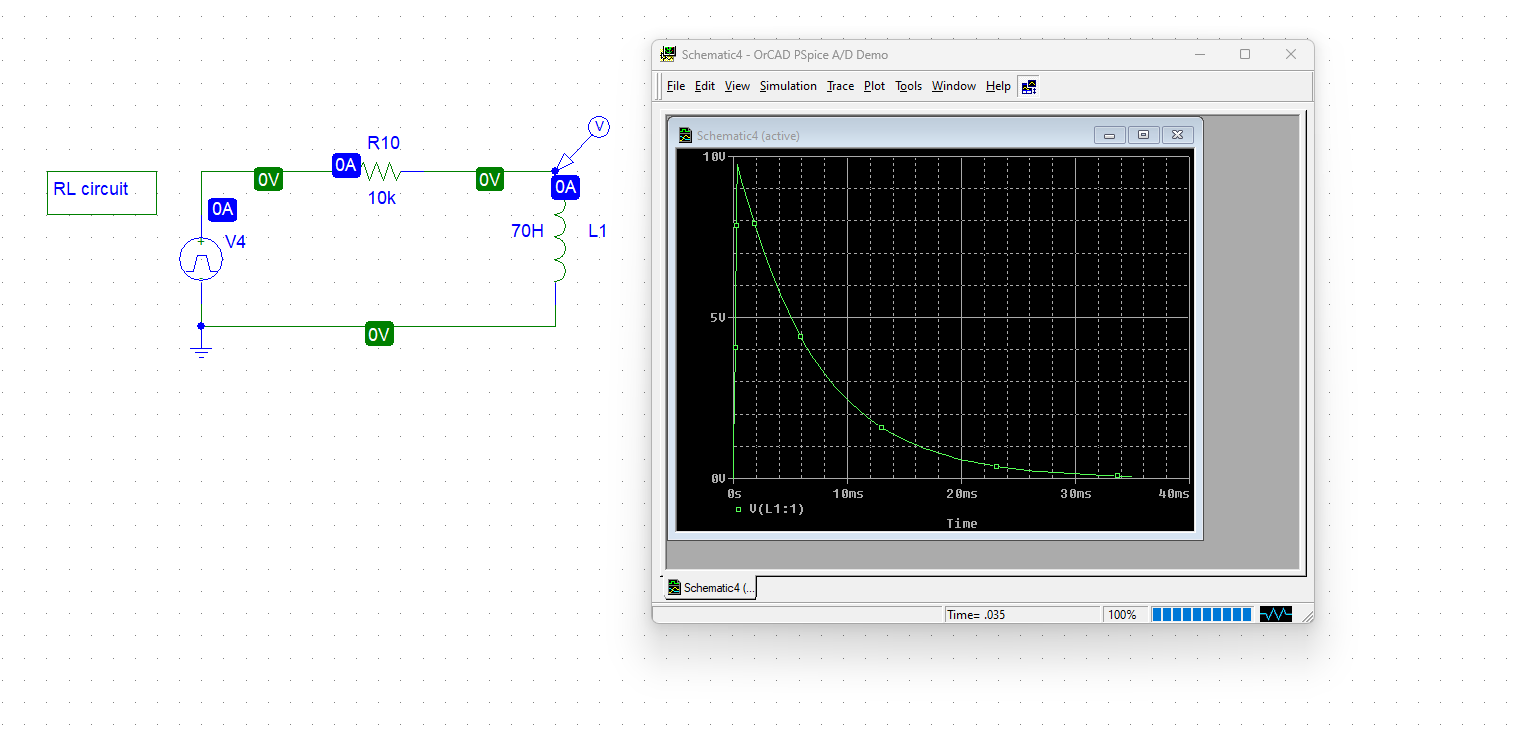 RL circuit
0V
0A
R10
10k
0V
V
0A
0A
V4
70H
L1
0V
Schematic4 - OrCAD PSpice A/D Demo
File Edit View Simulation Trace Plot Tools Window Help
Schematic4 (active)
10V
5V
0V
0s 10ms 20ms 30ms 40ms
V(L1:1)
Time
Schematic4 (...
Time= .035 100%